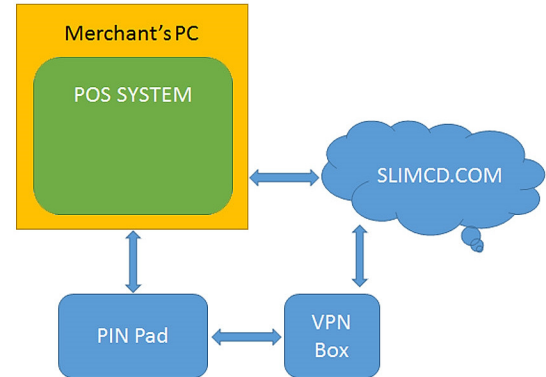 Merchant's PC
POS SYSTEM
SLIMCD.COM
PIN Pad
VPN
Box